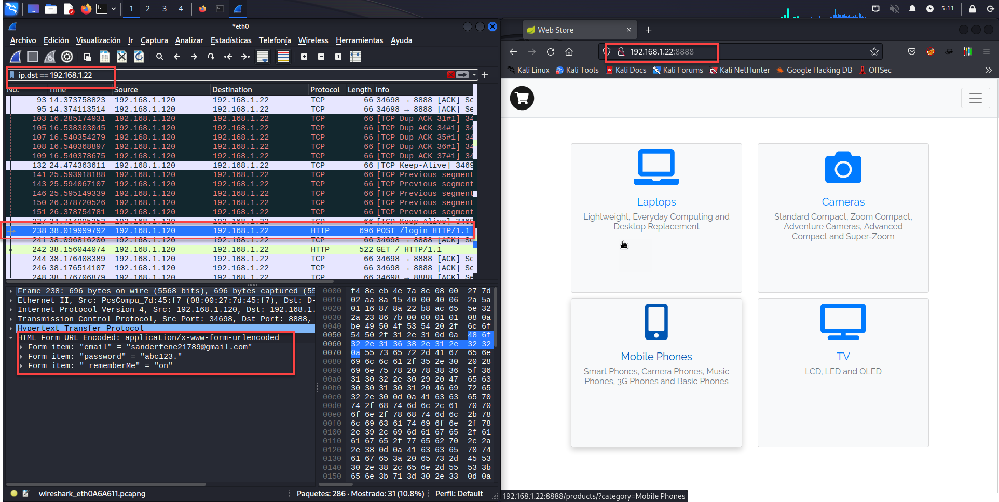 1 2 3 4
5:11
*eth0
Archivo Edición Visualización Ir Captura Analizar Estadísticas Telefonía Wireless Herramientas Ayuda
ip.dst == 192.168.1.22
No. Time Source Destination Protocol Length Info
93 14.373758823 192.168.1.120 192.168.1.22 TCP 66 34698 → 8888 [ACK] Se
95 14.374113514 192.168.1.120 192.168.1.22 TCP 66 34698 → 8888 [ACK] Se
103 16.285174931 192.168.1.120 192.168.1.22 TCP 66 [TCP Dup ACK 31#1] 34
105 16.538303045 192.168.1.120 192.168.1.22 TCP 66 [TCP Dup ACK 34#1] 34
107 16.540354279 192.168.1.120 192.168.1.22 TCP 66 [TCP Dup ACK 35#1] 34
108 16.540368897 192.168.1.120 192.168.1.22 TCP 66 [TCP Dup ACK 36#1] 34
109 16.540378675 192.168.1.120 192.168.1.22 TCP 66 [TCP Dup ACK 37#1] 34
132 24.474363611 192.168.1.120 192.168.1.22 TCP 66 [TCP Keep-Alive] 3469
141 25.593918188 192.168.1.120 192.168.1.22 TCP 66 [TCP Previous segment
143 25.594067107 192.168.1.120 192.168.1.22 TCP 66 [TCP Previous segment
146 25.595149339 192.168.1.120 192.168.1.22 TCP 66 [TCP Previous segment
150 26.378720526 192.168.1.120 192.168.1.22 TCP 66 [TCP Previous segment
151 26.378754781 192.168.1.120 192.168.1.22 TCP 66 [TCP Previous segment
227 34.714095252 192.168.1.120 192.168.1.22 TCP 66 [TCP Keep-Alive] 3469
238 38.019999792 192.168.1.120 192.168.1.22 HTTP 696 POST /login HTTP/1.1
241 38.096816200 192.168.1.120 192.168.1.22 TCP 66 34698 → 8888 [ACK] Se
242 38.156044074 192.168.1.120 192.168.1.22 HTTP 522 GET / HTTP/1.1
244 38.176408389 192.168.1.120 192.168.1.22 TCP 66 34698 → 8888 [ACK] Se
246 38.176514107 192.168.1.120 192.168.1.22 TCP 66 34698 → 8888 [ACK] Se
248 38.176706879 192.168.1.120 192.168.1.22 TCP 66 34698 → 8888 [ACK] Se
Frame 238: 696 bytes on wire (5568 bits), 696 bytes captured (55
Ethernet II, Src: PcsCompu_7d:45:f7 (08:00:27:7d:45:f7), Dst: D-
Internet Protocol Version 4, Src: 192.168.1.120, Dst: 192.168.1.
Transmission Control Protocol, Src Port: 34698, Dst Port: 8888,
Hypertext Transfer Protocol
HTML Form URL Encoded: application/x-www-form-urlencoded
Form item: "email" = "sanderfene21789@gmail.com"
Form item: "password" = "abc123."
Form item: "_rememberMe" = "on"
0000 f4 8c eb 4e 7a 8c 08 00 27 7d
0010 02 aa 8a 15 40 00 40 06 2a 5a
0020 01 16 87 8a 22 b8 ac 65 5e 32
0030 2a 23 86 7b 00 00 01 01 08 0a
0040 be 49 50 4f 53 54 20 2f 6c 6f
0050 54 50 2f 31 2e 31 0d 0a 48 6f
0060 32 2e 31 36 38 2e 31 2e 32 32
0070 0a 55 73 65 72 2d 41 67 65 6e
0080 69 6c 6c 61 2f 35 2e 30 20 28
0090 69 6e 75 78 20 78 38 36 5f 36
00a0 31 30 32 2e 30 29 20 47 65 63
00b0 30 30 31 30 31 20 46 69 72 65
00c0 32 2e 30 0d 0a 41 63 63 65 70
00d0 74 2f 68 74 6d 6c 2c 61 70 70
00e0 6f 6e 2f 78 68 74 6d 6c 2b 78
00f0 6c 69 63 61 74 69 6f 6e 2f 78
0100 2e 39 2c 69 6d 61 67 65 2f 61
0110 61 67 65 2f 77 65 62 70 2c 2a
0120 2e 38 0d 0a 41 63 63 65 70 74
0130 61 67 65 3a 20 65 73 2d 45 53
0140 30 2e 38 2c 65 6e 2d 55 53 3b
0150 65 6e 3b 71 3d 30 2e 33 0d 0a
wireshark_eth0A6A611.pcapng
Paquetes: 286 · Mostrado: 31 (10.8%)
Perfil: Default
Web Store
192.168.1.22:8888
Kali Linux Kali Tools Kali Docs Kali Forums Kali NetHunter Google Hacking DB OffSec
Laptops
Lightweight, Everyday Computing and
Desktop Replacement
Cameras
Standard Compact, Zoom Compact,
Adventure Cameras, Advanced
Compact and Super-Zoom
Mobile Phones
Smart Phones, Camera Phones, Music
Phones, 3G Phones and Basic Phones
TV
LCD, LED and OLED
192.168.1.22:8888/products/?category=Mobile Phones